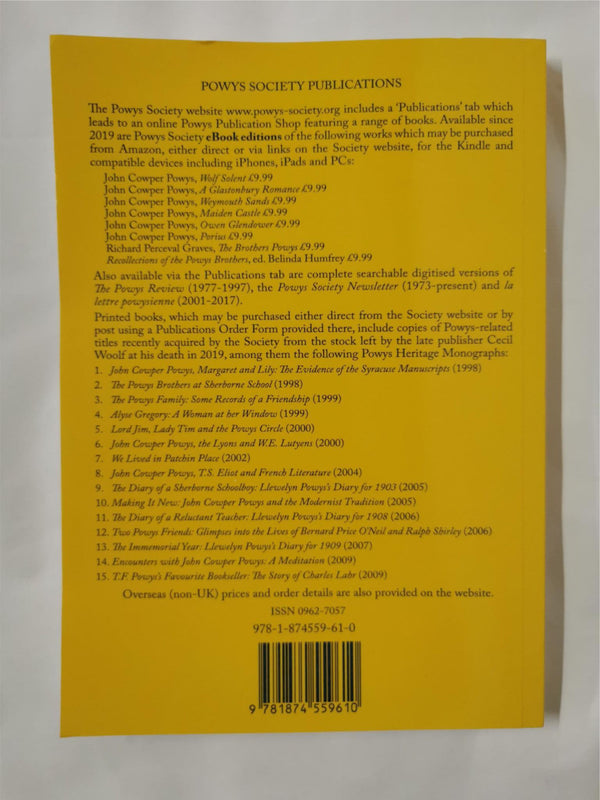 POWYS SOCIETY PUBLICATIONS
The Powys Society website www.powys-society.org includes a ‘Publications’ tab which
leads to an online Powys Publication Shop featuring a range of books. Available since
2019 are Powys Society eBook editions of the following works which may be purchased
from Amazon, either direct or via links on the Society website, for the Kindle and
compatible devices including iPhones, iPads and PCs:
John Cowper Powys, Wolf Solent £9.99
John Cowper Powys, A Glastonbury Romance £9.99
John Cowper Powys, Weymouth Sands £9.99
John Cowper Powys, Maiden Castle £9.99
John Cowper Powys, Owen Glendower £9.99
John Cowper Powys, Porius £9.99
Richard Perceval Graves, The Brothers Powys £9.99
Recollections of the Powys Brothers, ed. Belinda Humfrey £9.99
Also available via the Publications tab are complete searchable digitised versions of
The Powys Review (1977-1997), the Powys Society Newsletter (1973-present) and la
lettre powysienne (2001-2017).
Printed books, which may be purchased either direct from the Society website or by
post using a Publications Order Form provided there, include copies of Powys-related
titles recently acquired by the Society from the stock left by the late publisher Cecil
Woolf at his death in 2019, among them the following Powys Heritage Monographs:
1. John Cowper Powys, Margaret and Lily: The Evidence of the Syracuse Manuscripts (1998)
2. The Powys Brothers at Sherborne School (1998)
3. The Powys Family: Some Records of a Friendship (1999)
4. Alyse Gregory: A Woman at her Window (1999)
5. Lord Jim, Lady Tim and the Powys Circle (2000)
6. John Cowper Powys, the Lyons and W.E. Lutyens (2000)
7. We Lived in Patchin Place (2002)
8. John Cowper Powys, T.S. Eliot and French Literature (2004)
9. The Diary of a Sherborne Schoolboy: Llewelyn Powys's Diary for 1903 (2005)
10. Making It New: John Cowper Powys and the Modernist Tradition (2005)
11. The Diary of a Reluctant Teacher: Llewelyn Powys's Diary for 1908 (2006)
12. Two Powys Friends: Glimpses into the Lives of Bernard Price O'Neil and Ralph Shirley (2006)
13. The Immemorial Year: Llewelyn Powys's Diary for 1909 (2007)
14. Encounters with John Cowper Powys: A Meditation (2009)
15. T.F. Powys's Favourite Bookseller: The Story of Charles Lahr (2009)
Overseas (non-UK) prices and order details are also provided on the website.
ISSN 0962-7057
978-1-874559-61-0
9 781874 559610